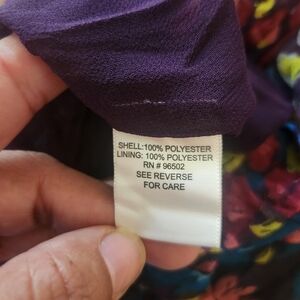 SHELL:100% POLYESTER
LINING: 100% POLYESTER
RN # 96502
SEE REVERSE
FOR CARE